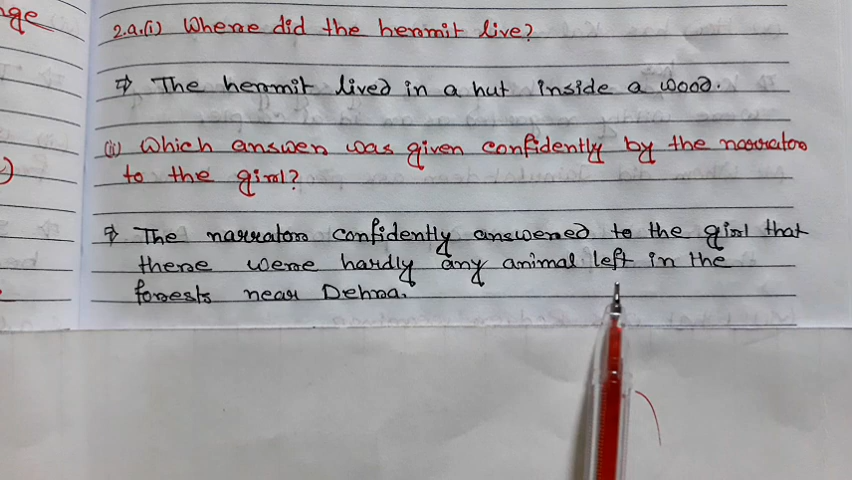 nge
2.a.(i) Where did the hermit live?
⇒ The hermit lived in a hut inside a wood.
(ii) Which answer was given confidently by the narrator
to the girl?
⇒ The narrator confidently answered to the girl that
there were hardly any animal left in the
forests near Dehra.